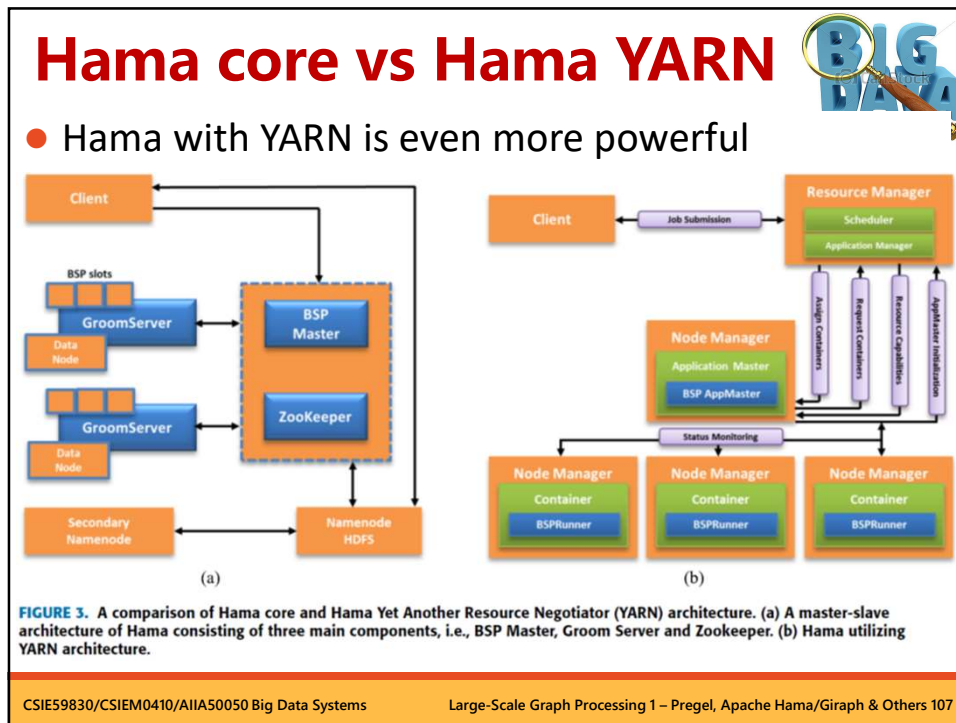 Hama core vs Hama YARN
BIG
DATA
● Hama with YARN is even more powerful
Client
BSP slots
GroomServer
Data
Node
GroomServer
Data
Node
BSP
Master
ZooKeeper
Secondary
Namenode
Namenode
HDFS
(a)
Client
Job Submission
Resource Manager
Scheduler
Application Manager
Assign Containers
Request Containers
Resource Capabilities
AppMaster Initialization
Node Manager
Application Master
BSP AppMaster
Status Monitoring
Node Manager
Container
BSPRunner
Node Manager
Container
BSPRunner
Node Manager
Container
BSPRunner
(b)
FIGURE 3. A comparison of Hama core and Hama Yet Another Resource Negotiator (YARN) architecture. (a) A master-slave
architecture of Hama consisting of three main components, i.e., BSP Master, Groom Server and Zookeeper. (b) Hama utilizing
YARN architecture.
CSIE59830/CSIEM0410/AIIA50050 Big Data Systems
Large-Scale Graph Processing 1 – Pregel, Apache Hama/Giraph & Others 107